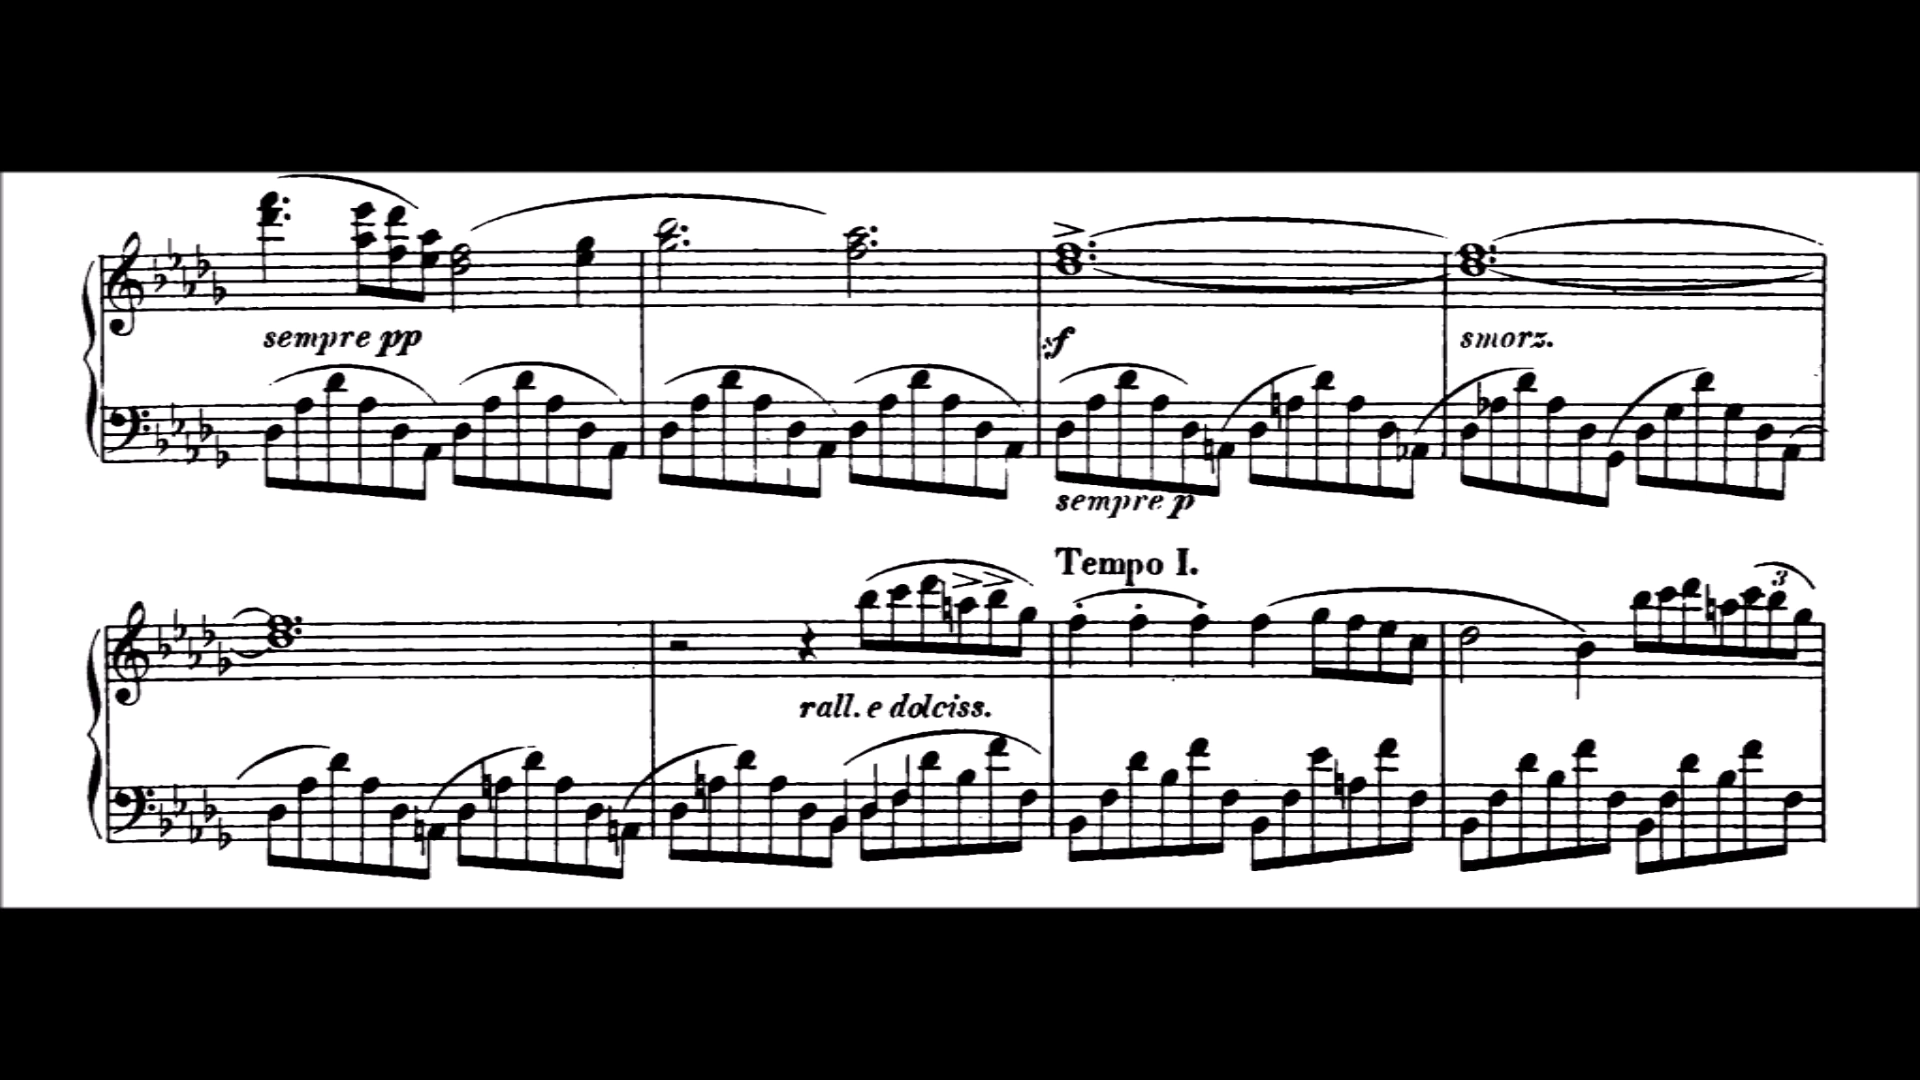 sempre pp
sf
smorz.
sempre p
Tempo I.
3
rall. e dolciss.